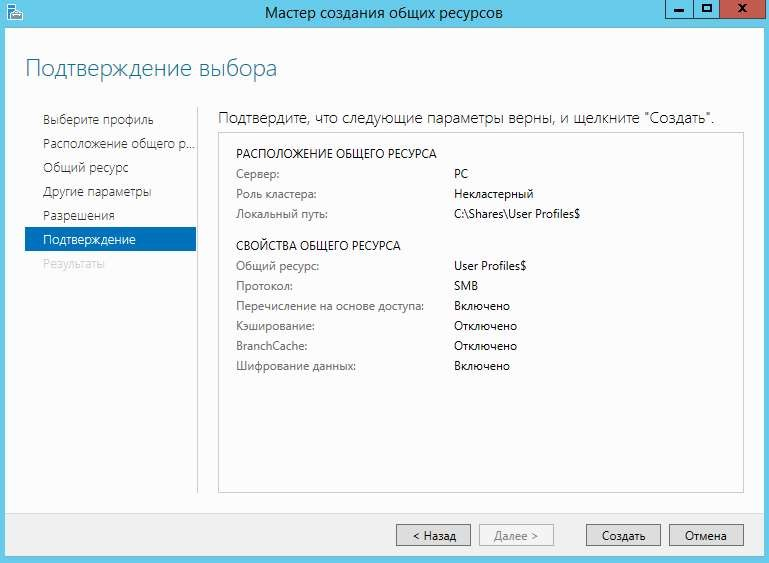 Мастер создания общих ресурсов
Подтверждение выбора
Выберите профиль
Расположение общего р...
Общий ресурс
Другие параметры
Разрешения
Подтверждение
Результаты
Подтвердите, что следующие параметры верны, и щелкните "Создать".
РАСПОЛОЖЕНИЕ ОБЩЕГО РЕСУРСА
Сервер: PC
Роль кластера: Некластерный
Локальный путь: C:\Shares\User Profiles$
СВОЙСТВА ОБЩЕГО РЕСУРСА
Общий ресурс: User Profiles$
Протокол: SMB
Перечисление на основе доступа: Включено
Кэширование: Отключено
BranchCache: Отключено
Шифрование данных: Включено
< Назад Далее > Создать Отмена